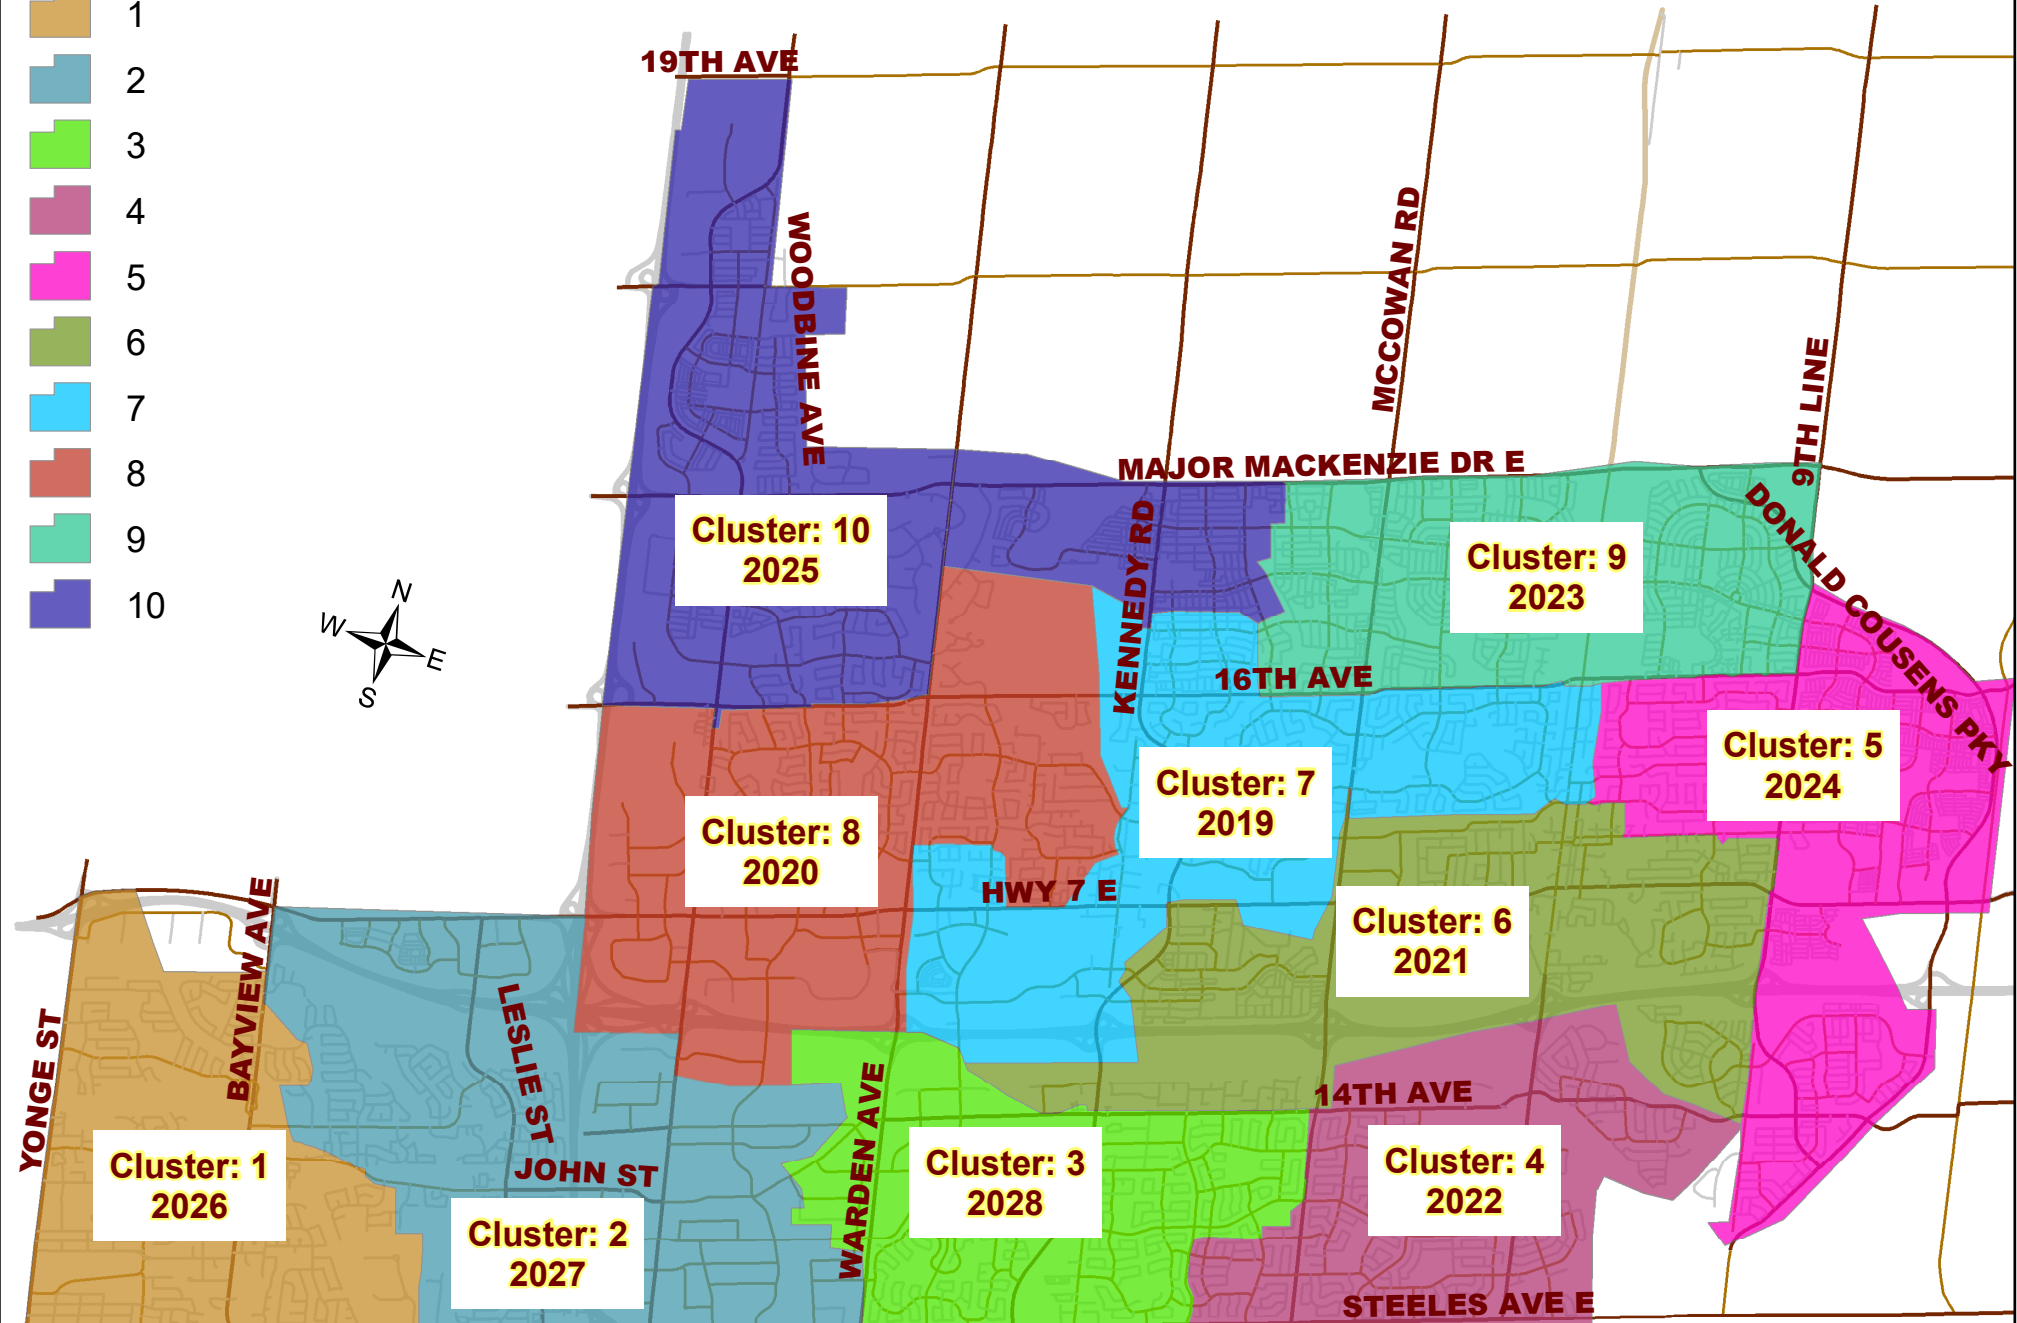 1
2
3
4
5
6
7
8
9
10
N
W
E
S
19TH AVE
WOODBINE AVE
MCCOWAN RD
9TH LINE
MAJOR MACKENZIE DR E
DONALD COUSENS PKY
KENNEDY RD
Cluster: 10
2025
Cluster: 9
2023
16TH AVE
Cluster: 5
2024
Cluster: 7
2019
Cluster: 8
2020
HWY 7 E
Cluster: 6
2021
BAYVIEW AVE
YONGE ST
LESLIE ST
WARDEN AVE
14TH AVE
Cluster: 1
2026
JOHN ST
Cluster: 3
2028
Cluster: 4
2022
Cluster: 2
2027
STEELES AVE E